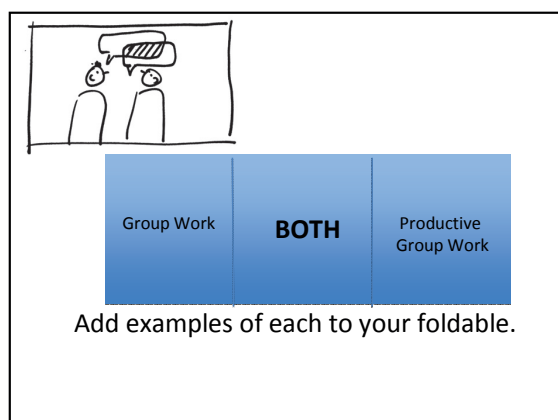 Group Work
BOTH
Productive
Group Work
Add examples of each to your foldable.